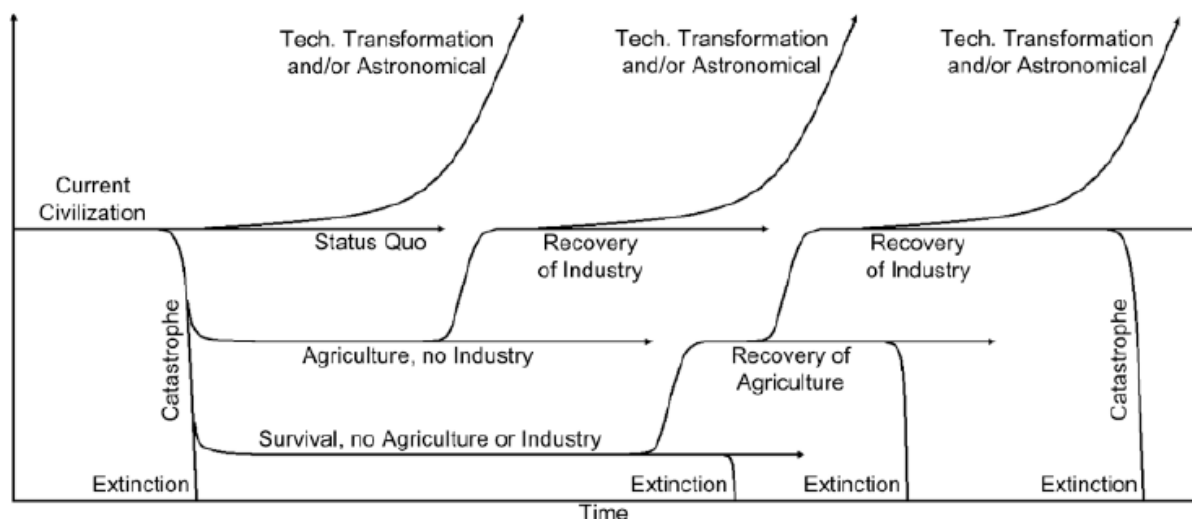 Tech. Transformation
and/or Astronomical
Tech. Transformation
and/or Astronomical
Tech. Transformation
and/or Astronomical
Current
Civilization
Status Quo
Recovery
of Industry
Recovery
of Industry
Catastrophe
Agriculture, no Industry
Recovery of
Agriculture
Catastrophe
Survival, no Agriculture or Industry
Extinction
Extinction
Extinction
Extinction
Time